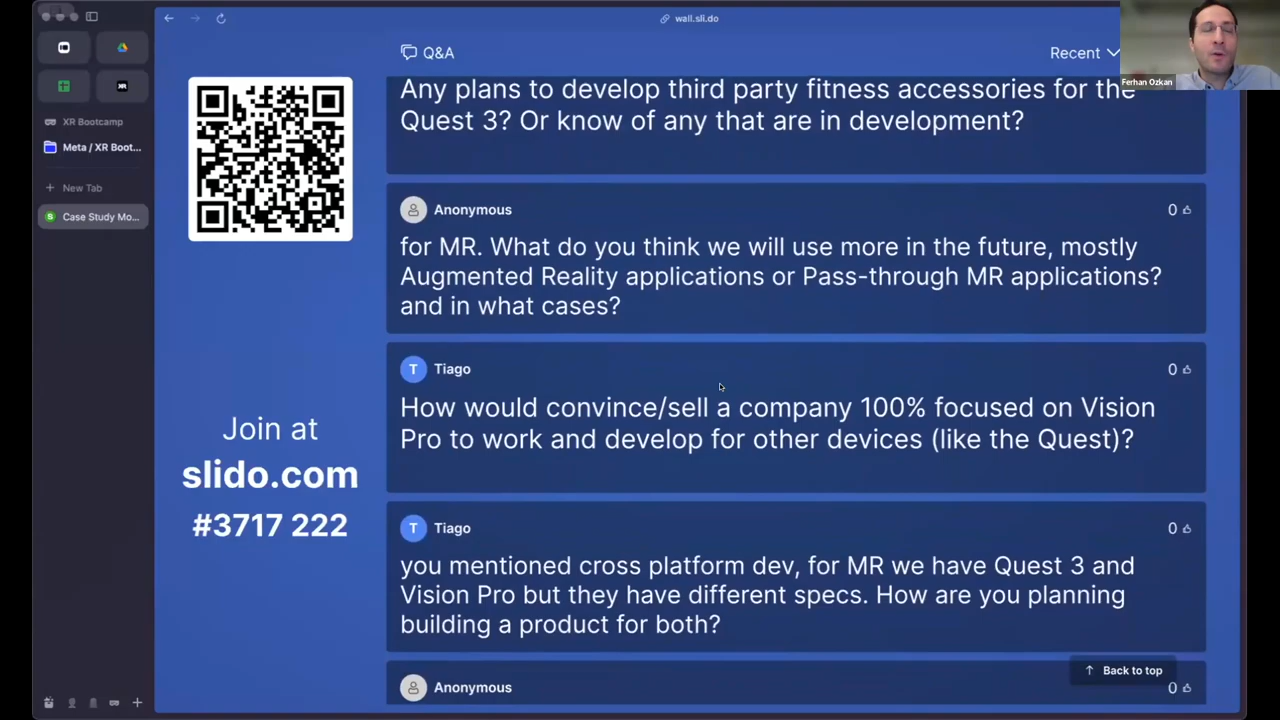 wall.sli.do
Q&A
Recent
Ferhan Ozkan
XR Bootcamp
Meta / XR Boot...
New Tab
Case Study Mo...
Join at
slido.com
#3717 222
Any plans to develop third party fitness accessories for the
Quest 3? Or know of any that are in development?
Anonymous
0
for MR. What do you think we will use more in the future, mostly
Augmented Reality applications or Pass-through MR applications?
and in what cases?
T
Tiago
0
How would convince/sell a company 100% focused on Vision
Pro to work and develop for other devices (like the Quest)?
T
Tiago
0
you mentioned cross platform dev, for MR we have Quest 3 and
Vision Pro but they have different specs. How are you planning
building a product for both?
Back to top
Anonymous
0